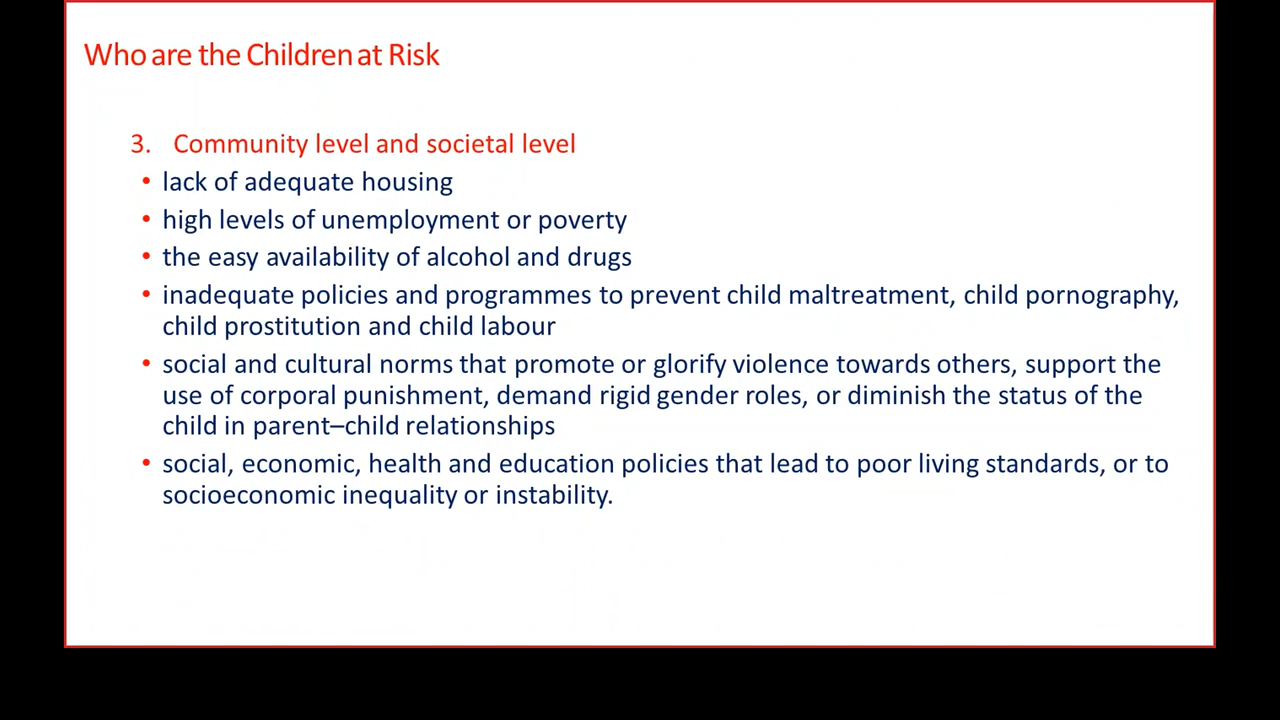 Who are the Children at Risk
3. Community level and societal level
• lack of adequate housing
• high levels of unemployment or poverty
• the easy availability of alcohol and drugs
• inadequate policies and programmes to prevent child maltreatment, child pornography,
child prostitution and child labour
• social and cultural norms that promote or glorify violence towards others, support the
use of corporal punishment, demand rigid gender roles, or diminish the status of the
child in parent–child relationships
• social, economic, health and education policies that lead to poor living standards, or to
socioeconomic inequality or instability.